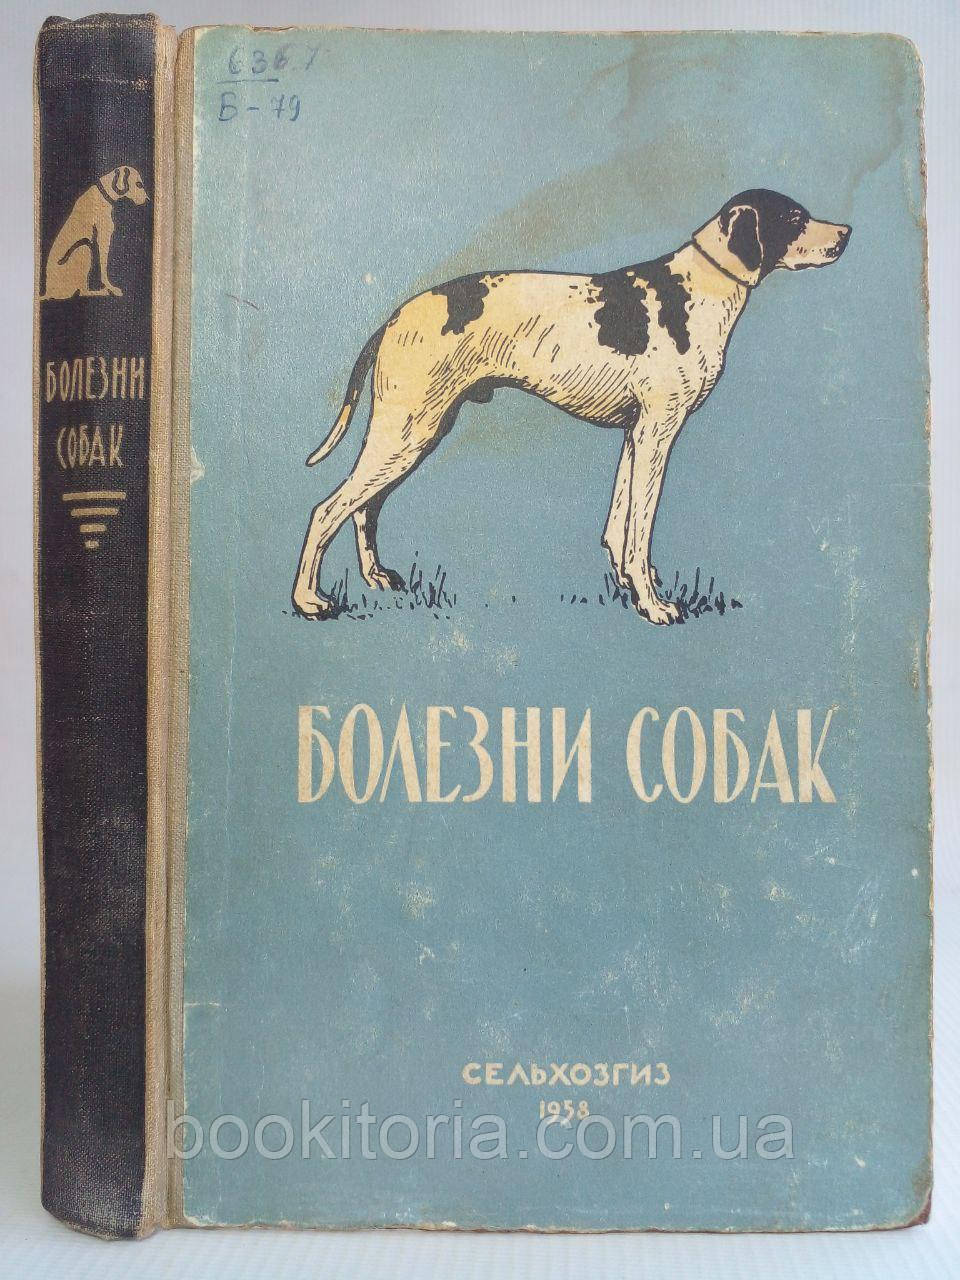 636.7
Б-79
БОЛЕЗНИ
СОБАК
БОЛЕЗНИ СОБАК
СЕЛЬХОЗГИЗ
1958
bookitoria.com.ua